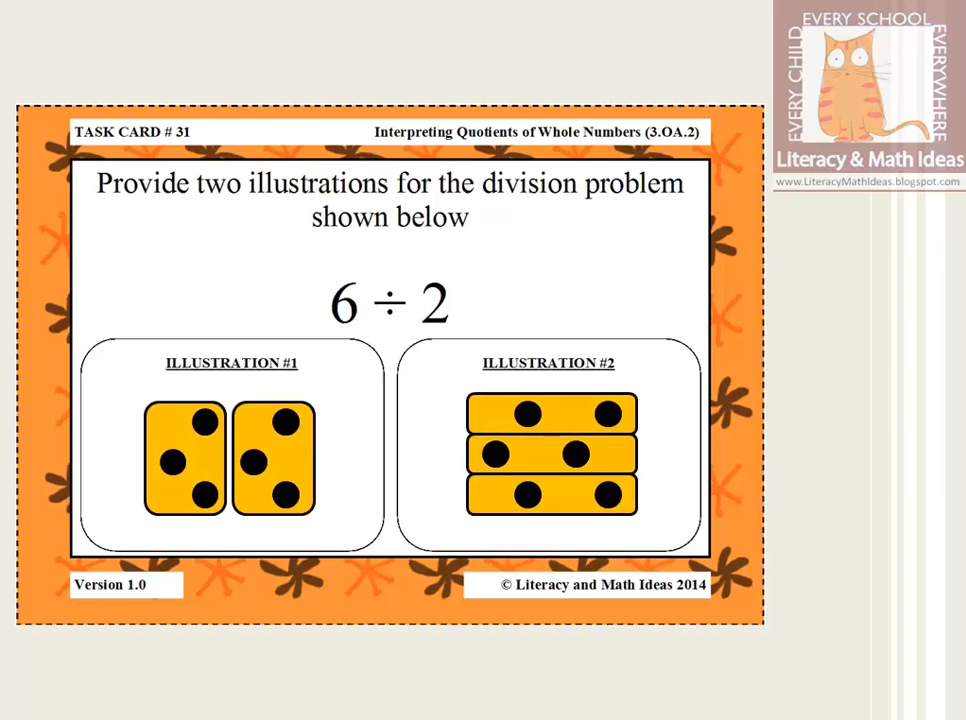 EVERY SCHOOL
EVERY CHILD
EVERYWHERE
Literacy & Math Ideas
www.LiteracyMathIdeas.blogspot.com
TASK CARD # 31
Interpreting Quotients of Whole Numbers (3.OA.2)
Provide two illustrations for the division problem
shown below
6 ÷ 2
ILLUSTRATION #1
ILLUSTRATION #2
Version 1.0
© Literacy and Math Ideas 2014